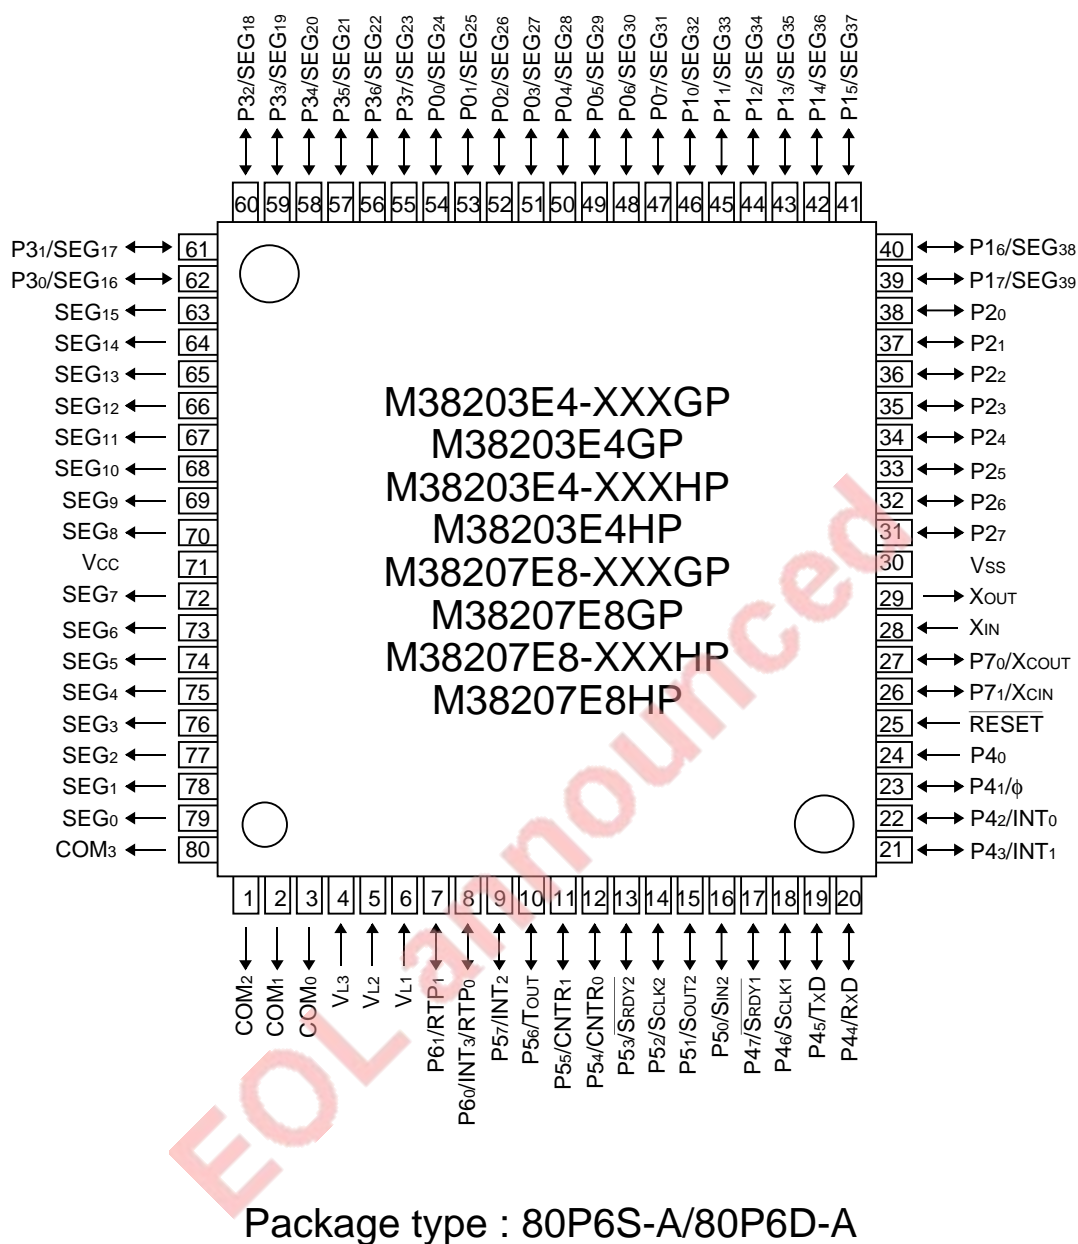 P32/SEG18
P33/SEG19
P34/SEG20
P35/SEG21
P36/SEG22
P37/SEG23
P00/SEG24
P01/SEG25
P02/SEG26
P03/SEG27
P04/SEG28
P05/SEG29
P06/SEG30
P07/SEG31
P10/SEG32
P11/SEG33
P12/SEG34
P13/SEG35
P14/SEG36
P15/SEG37
60 59 58 57 56 55 54 53 52 51 50 49 48 47 46 45 44 43 42 41
P31/SEG17 61
P30/SEG16 62
SEG15 63
SEG14 64
SEG13 65
SEG12 66
SEG11 67
SEG10 68
SEG9 69
SEG8 70
VCC 71
SEG7 72
SEG6 73
SEG5 74
SEG4 75
SEG3 76
SEG2 77
SEG1 78
SEG0 79
COM3 80
M38203E4-XXXGP
M38203E4GP
M38203E4-XXXHP
M38203E4HP
M38207E8-XXXGP
M38207E8GP
M38207E8-XXXHP
M38207E8HP
40 P16/SEG38
39 P17/SEG39
38 P20
37 P21
36 P22
35 P23
34 P24
33 P25
32 P26
31 P27
30 VSS
29 XOUT
28 XIN
27 P70/XCOUT
26 P71/XCIN
25 RESET
24 P40
23 P41/ϕ
22 P42/INT0
21 P43/INT1
1 2 3 4 5 6 7 8 9 10 11 12 13 14 15 16 17 18 19 20
COM2
COM1
COM0
VL3
VL2
VL1
P61/RTP1
P60/INT3/RTP0
P57/INT2
P56/TOUT
P55/CNTR1
P54/CNTR0
P53/SRDY2
P52/SCLK2
P51/SOUT2
P50/SIN2
P47/SRDY1
P46/SCLK1
P45/TXD
P44/RXD
EOL announced
Package type : 80P6S-A/80P6D-A